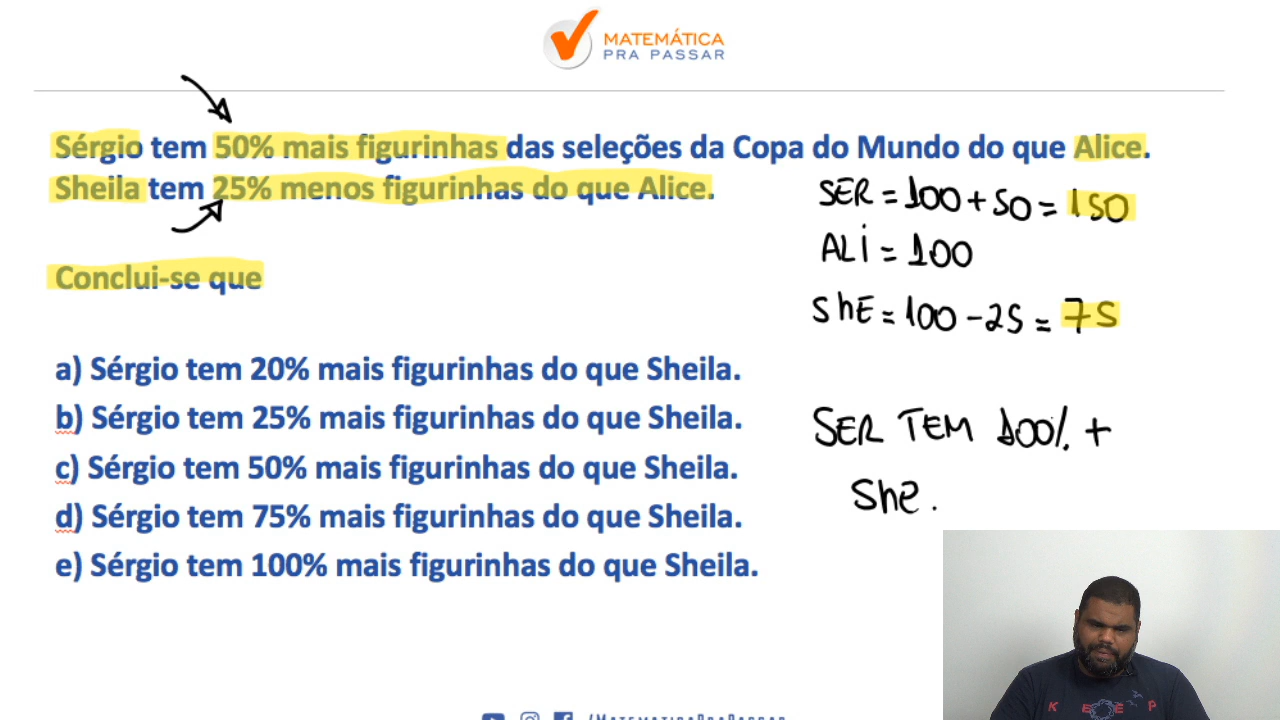 MATEMÁTICA
PRA PASSAR
Sérgio tem 50% mais figurinhas das seleções da Copa do Mundo do que Alice.
Sheila tem 25% menos figurinhas do que Alice.
SER = 100 + 50 = 150
ALI = 100
ShE = 100 - 25 = 75
Conclui-se que
a) Sérgio tem 20% mais figurinhas do que Sheila.
b) Sérgio tem 25% mais figurinhas do que Sheila.
c) Sérgio tem 50% mais figurinhas do que Sheila.
d) Sérgio tem 75% mais figurinhas do que Sheila.
e) Sérgio tem 100% mais figurinhas do que Sheila.
SER TEM 100% +
She.
K E E P
/MATEMATICAPRAPASSAR